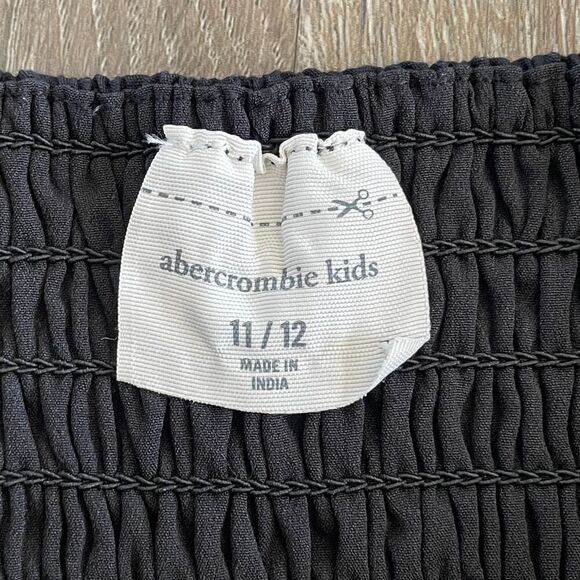 abercrombie kids
11 / 12
MADE IN
INDIA